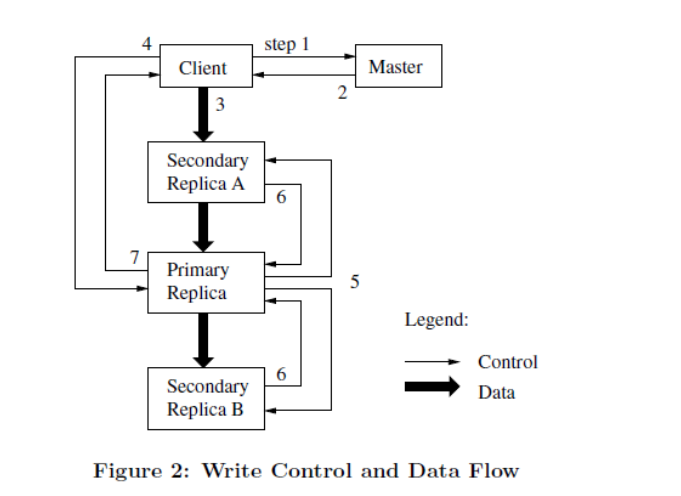 4
step 1
Client
Master
2
3
Secondary
Replica A
6
7
Primary
Replica
5
Legend:
Control
Data
6
Secondary
Replica B
Figure 2: Write Control and Data Flow